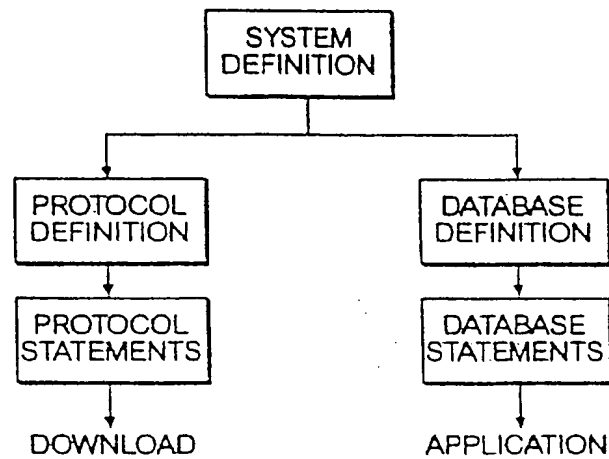 SYSTEM
DEFINITION
PROTOCOL
DEFINITION
DATABASE
DEFINITION
PROTOCOL
STATEMENTS
DATABASE
STATEMENTS
DOWNLOAD
APPLICATION